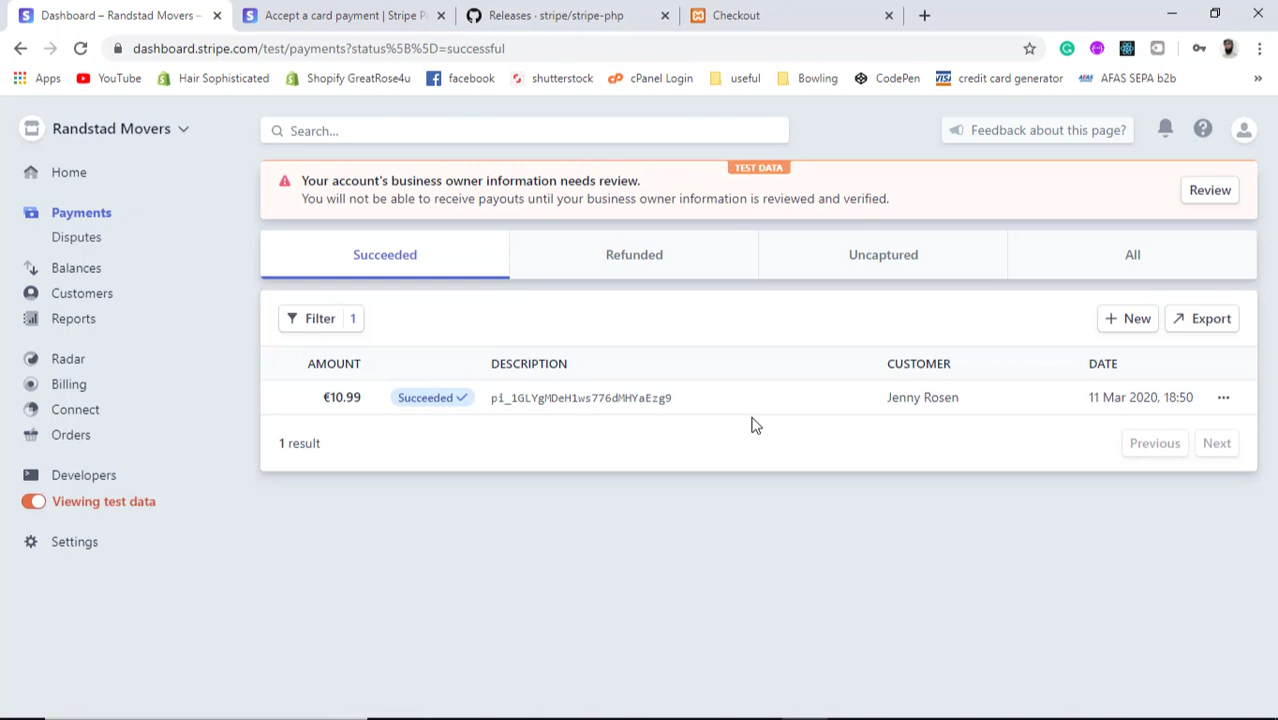 Dashboard – Randstad Movers –
Accept a card payment | Stripe P
Releases · stripe/stripe-php
Checkout
dashboard.stripe.com/test/payments?status%5B%5D=successful
Apps
YouTube
Hair Sophisticated
Shopify GreatRose4u
facebook
shutterstock
cPanel Login
useful
Bowling
CodePen
VISA
credit card generator
AFAS
AFAS SEPA b2b
»
Randstad Movers
Search...
Feedback about this page?
Home
Payments
Disputes
Balances
Customers
Reports
Radar
Billing
Connect
Orders
Developers
Viewing test data
Settings
TEST DATA
Your account's business owner information needs review.
You will not be able to receive payouts until your business owner information is reviewed and verified.
Review
Succeeded
Refunded
Uncaptured
All
Filter 1
+ New
Export
AMOUNT DESCRIPTION CUSTOMER DATE
€10.99 Succeeded ✓ pi_1GLYgMDeH1ws776dMHYaEzg9 Jenny Rosen 11 Mar 2020, 18:50
1 result
Previous
Next